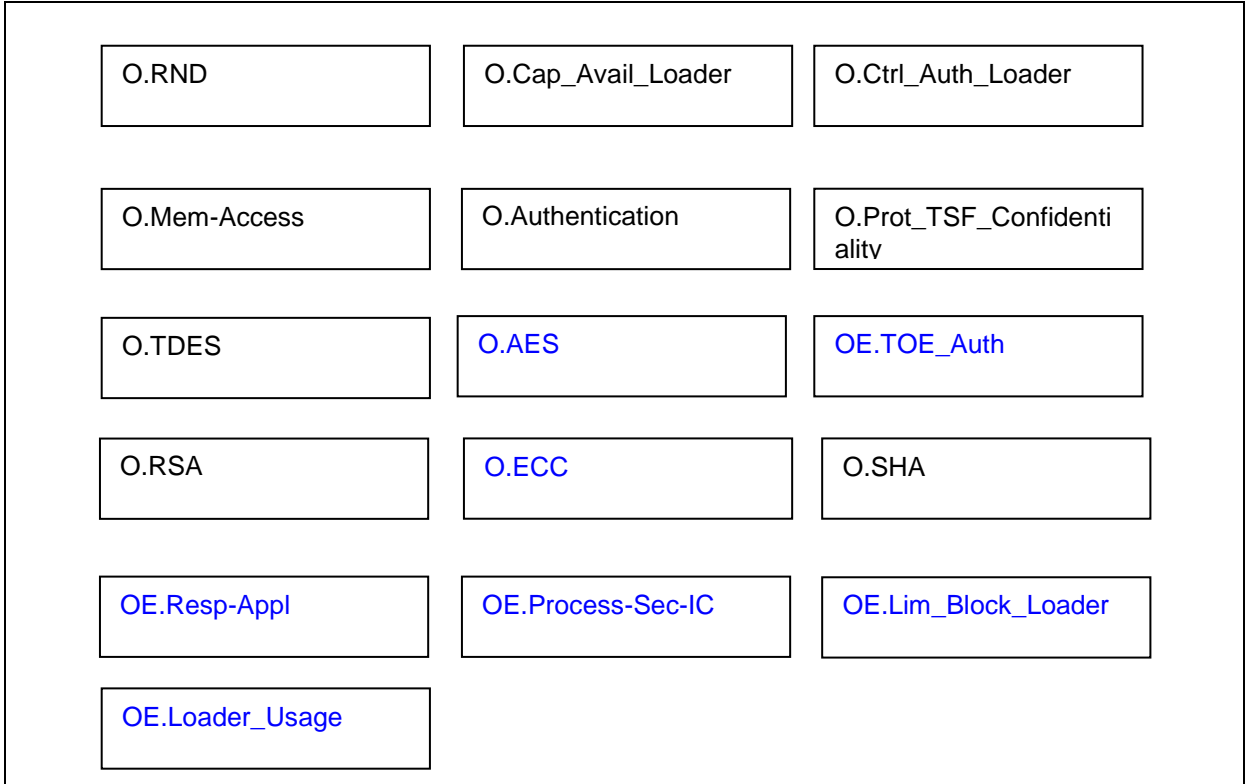 O.RND
O.Cap_Avail_Loader
O.Ctrl_Auth_Loader
O.Mem-Access
O.Authentication
O.Prot_TSF_Confidenti
ality
O.TDES
O.AES
OE.TOE_Auth
O.RSA
O.ECC
O.SHA
OE.Resp-Appl
OE.Process-Sec-IC
OE.Lim_Block_Loader
OE.Loader_Usage